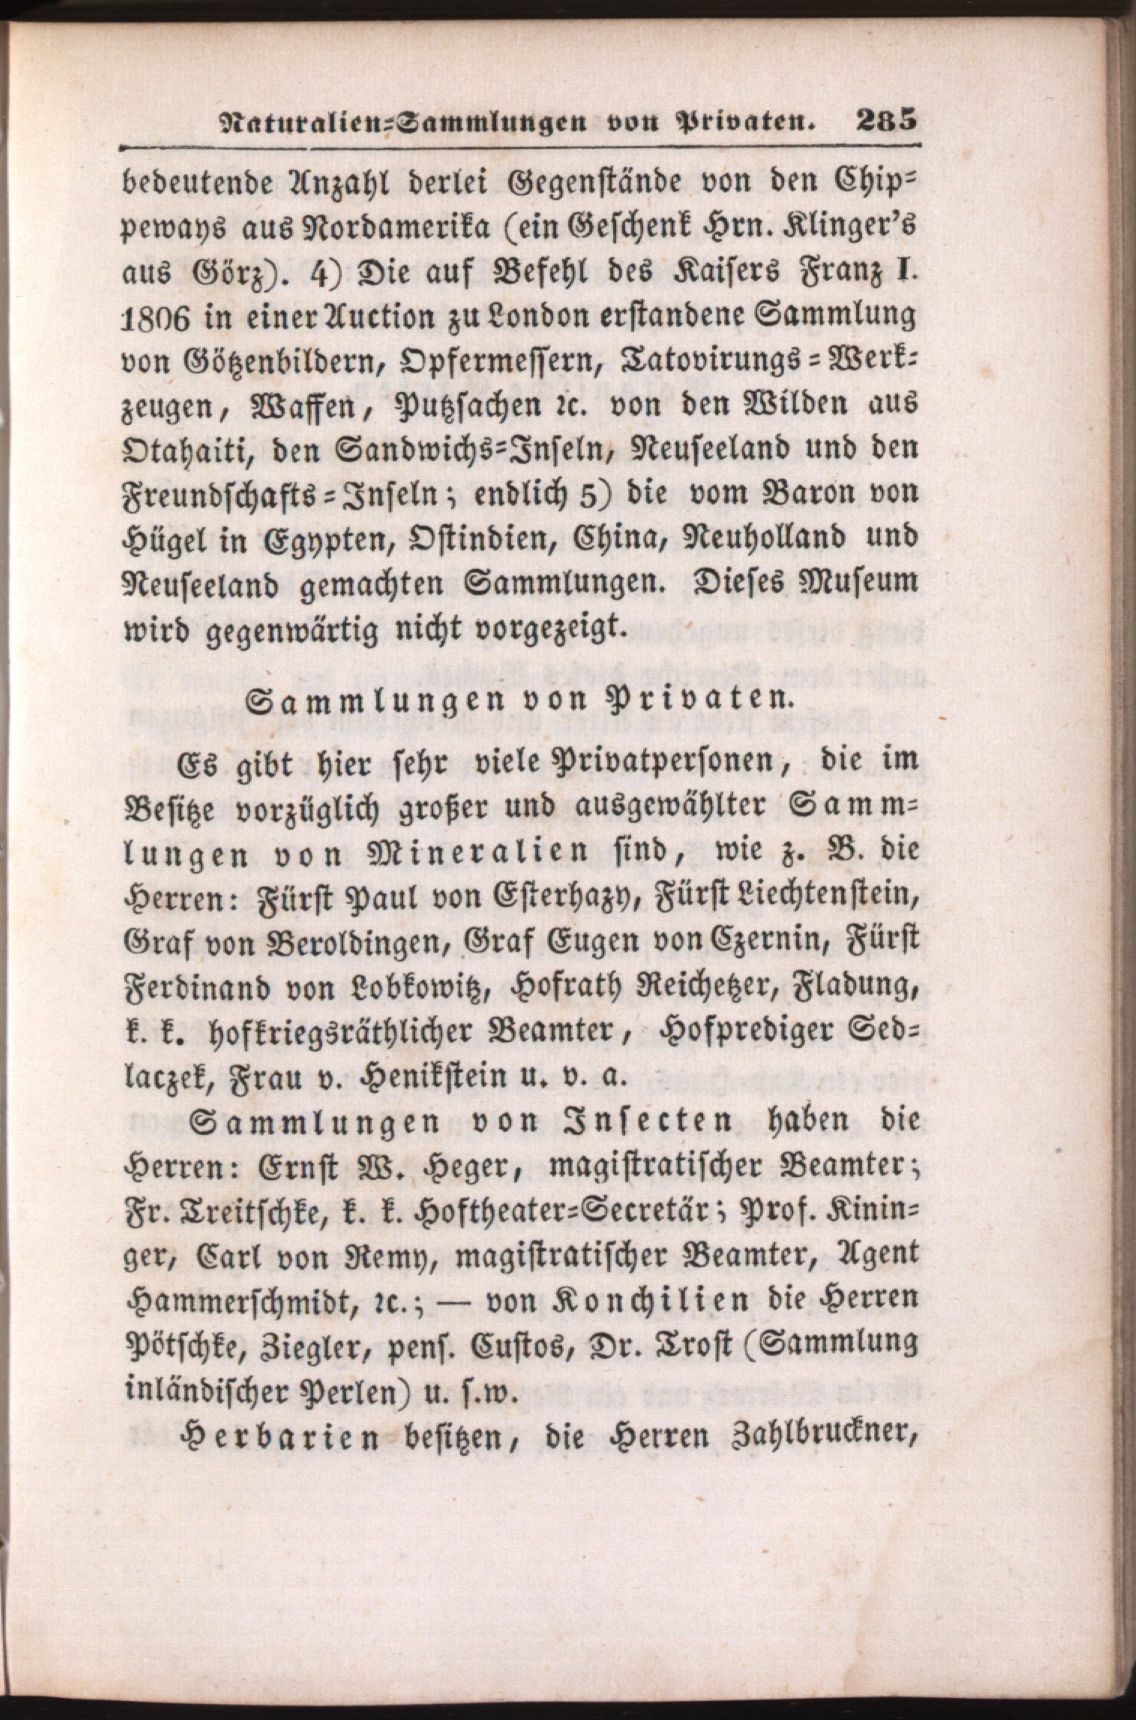 Naturalien-Sammlungen von Privaten. 285
bedeutende Anzahl derlei Gegenstände von den Chip-
peways aus Nordamerika (ein Geschenk Hrn. Klinger's
aus Görz). 4) Die auf Befehl des Kaisers Franz I.
1806 in einer Auction zu London erstandene Sammlung
von Götzenbildern, Opfermessern, Tatovirungs-Werk-
zeugen, Waffen, Putzsachen ꝛc. von den Wilden aus
Otahaiti, den Sandwichs-Inseln, Neuseeland und den
Freundschafts-Inseln; endlich 5) die vom Baron von
Hügel in Egypten, Ostindien, China, Neuholland und
Neuseeland gemachten Sammlungen. Dieses Museum
wird gegenwärtig nicht vorgezeigt.
Sammlungen von Privaten.
Es gibt hier sehr viele Privatpersonen, die im
Besitze vorzüglich großer und ausgewählter Samm-
lungen von Mineralien sind, wie z. B. die
Herren: Fürst Paul von Esterhazy, Fürst Liechtenstein,
Graf von Beroldingen, Graf Eugen von Czernin, Fürst
Ferdinand von Lobkowitz, Hofrath Reichetzer, Fladung,
k. k. hofkriegsräthlicher Beamter, Hofprediger Sed-
laczek, Frau v. Henikstein u. v. a.
Sammlungen von Insecten haben die
Herren: Ernst W. Heger, magistratischer Beamter;
Fr. Treitschke, k. k. Hoftheater-Secretär; Prof. Kinin-
ger, Carl von Remy, magistratischer Beamter, Agent
Hammerschmidt, ꝛc.; — von Konchilien die Herren
Pötschke, Ziegler, pens. Custos, Dr. Trost (Sammlung
inländischer Perlen) u. s. w.
Herbarien besitzen, die Herren Zahlbruckner,